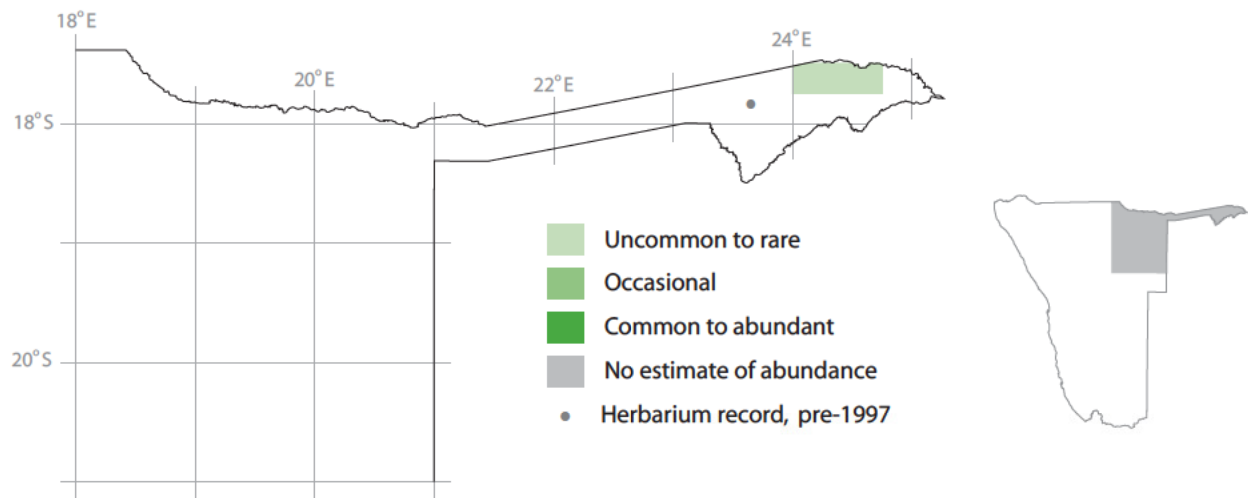 18°E
24°E
20°E
22°E
18°S
Uncommon to rare
Occasional
Common to abundant
20°S
No estimate of abundance
Herbarium record, pre-1997